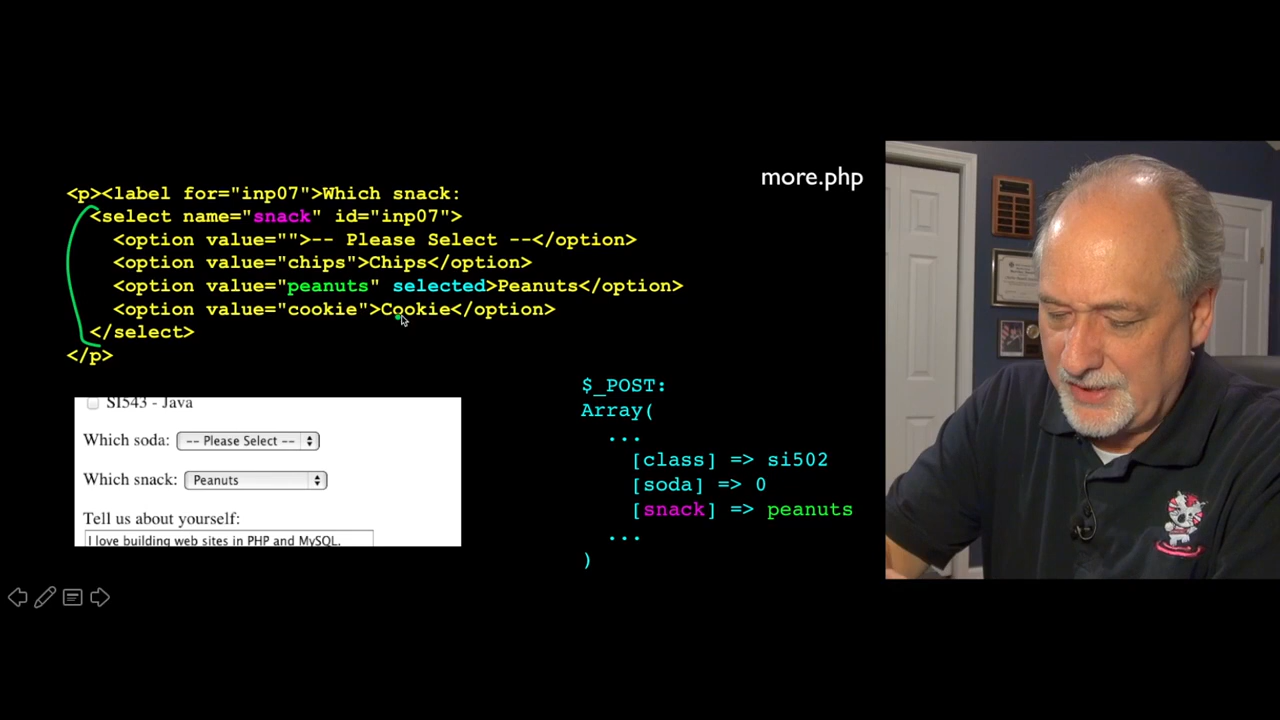 more.php
<p><label for="inp07">Which snack:
<select name="snack" id="inp07">
<option value="">-- Please Select --</option>
<option value="chips">Chips</option>
<option value="peanuts" selected>Peanuts</option>
<option value="cookie">Cookie</option>
</select>
</p>
SI543 - Java
Which soda: -- Please Select --
Which snack: Peanuts
Tell us about yourself:
I love building web sites in PHP and MySQL.
$_POST:
Array(
...
[class] => si502
[soda] => 0
[snack] => peanuts
...
)